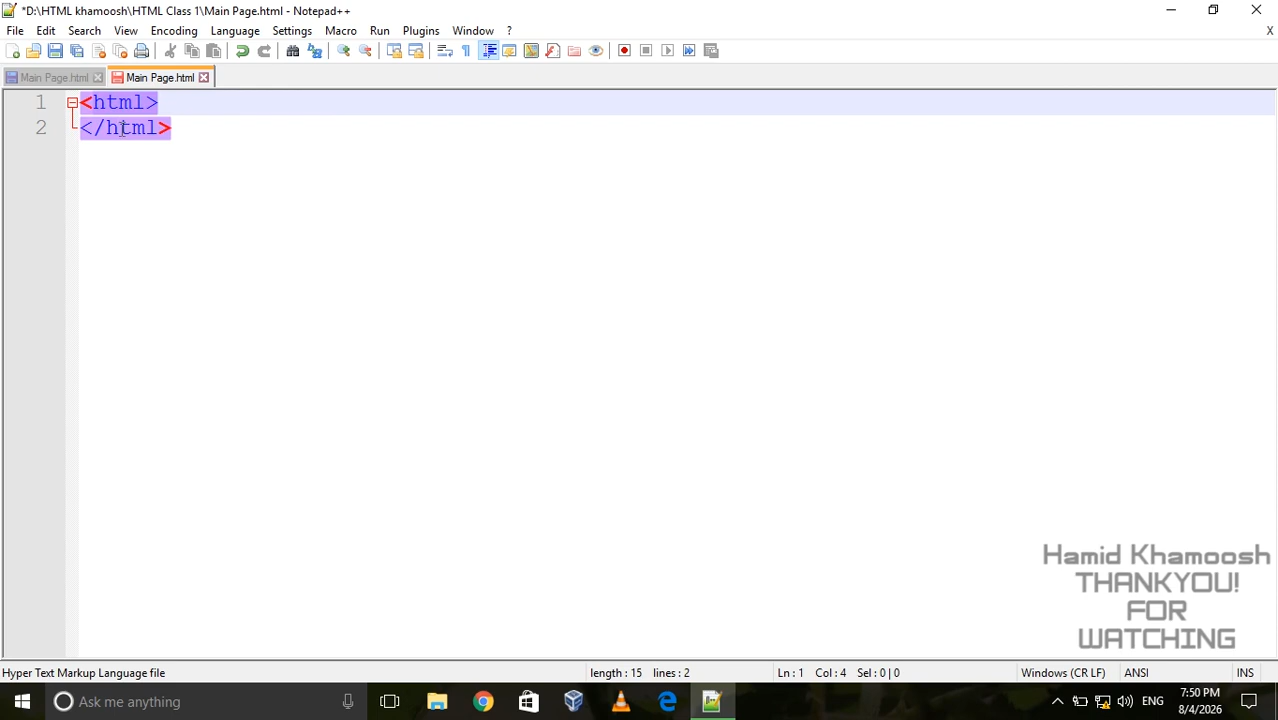 *D:\HTML khamoosh\HTML Class 1\Main Page.html - Notepad++
File Edit Search View Encoding Language Settings Macro Run Plugins Window ? X
Main Page.html Main Page.html
1 <html>
2 </html>
Hamid Khamoosh
THANKYOU!
FOR
WATCHING
Hyper Text Markup Language file length : 15 lines : 2 Ln : 1 Col : 4 Sel : 0 | 0 Windows (CR LF) ANSI INS
Ask me anything ENG 7:50 PM
8/4/2026